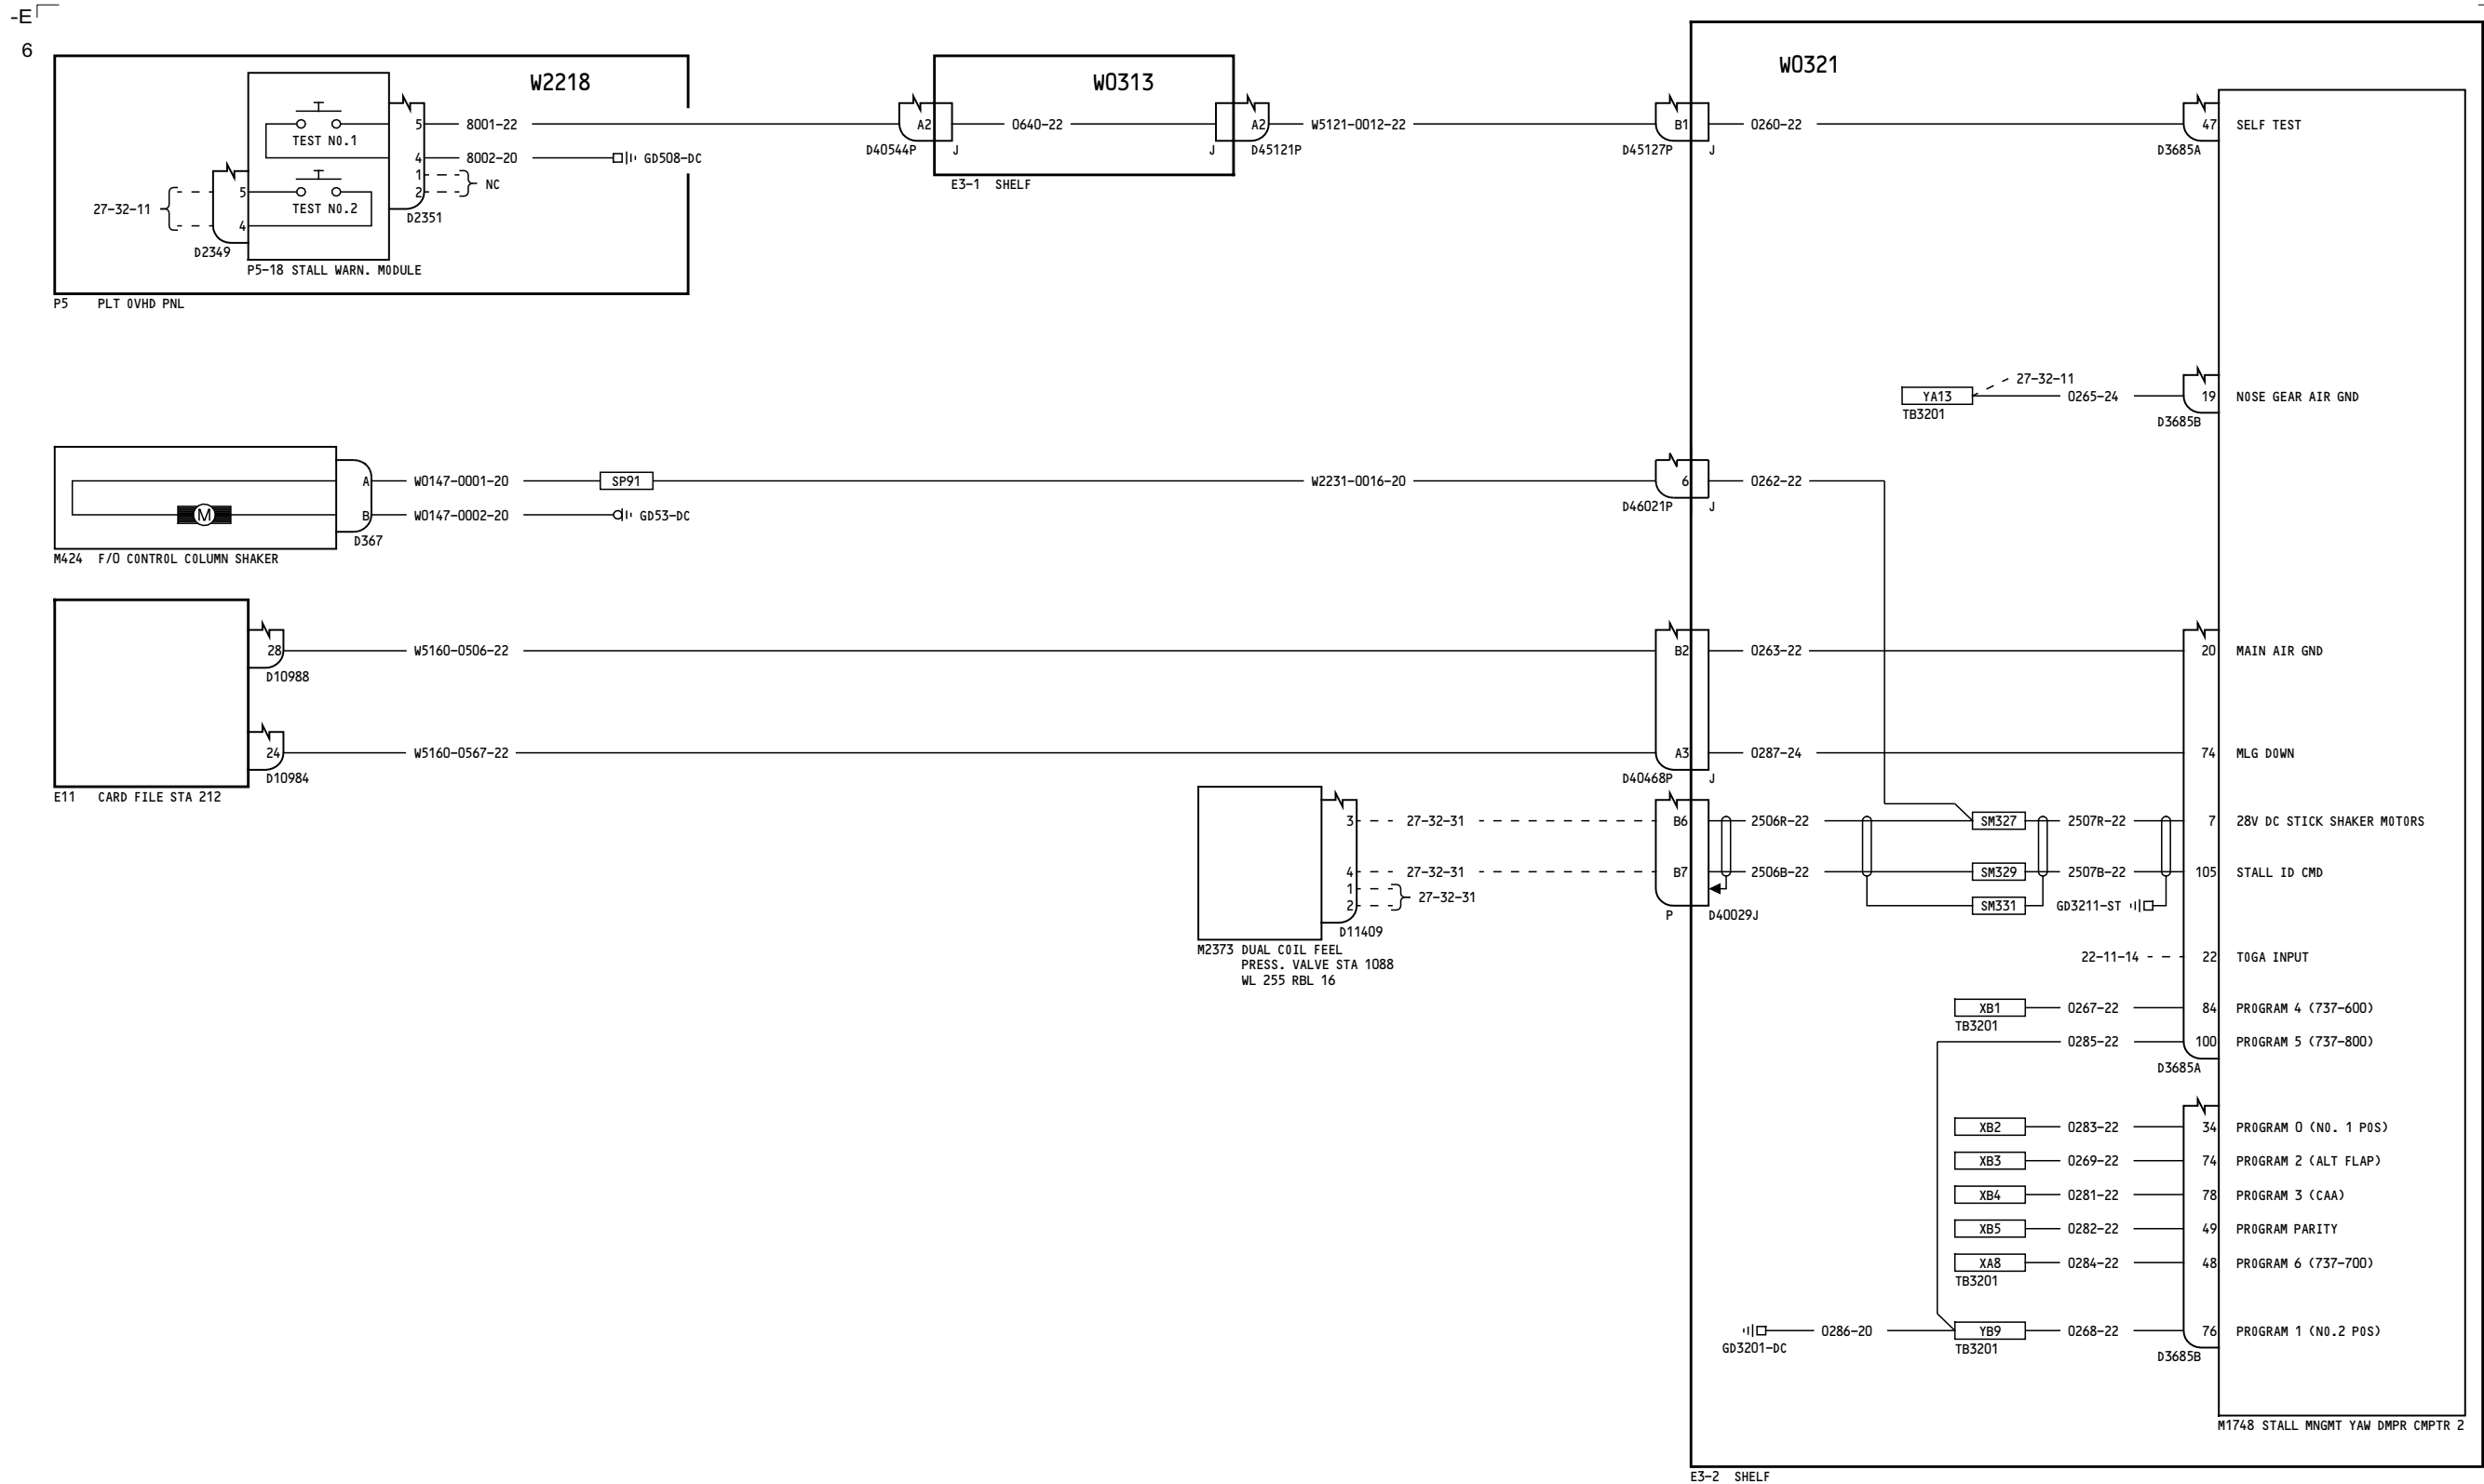 -E
6
W2218
W0313
W0321
TEST NO.1
5
8001-22
A2
0640-22
A2
W5121-0012-22
B1
0260-22
47
SELF TEST
D40544P
J
J
D45121P
D45127P
J
D3685A
4
8002-20
GD508-DC
1
2
NC
E3-1 SHELF
27-32-11
5
4
TEST NO.2
D2351
D2349
P5-18 STALL WARN. MODULE
P5 PLT OVHD PNL
27-32-11
YA13
0265-24
19
NOSE GEAR AIR GND
TB3201
D3685B
A
W0147-0001-20
SP91
W2231-0016-20
6
0262-22
M
B
W0147-0002-20
GD53-DC
D46021P
J
D367
M424 F/O CONTROL COLUMN SHAKER
28
W5160-0506-22
B2
0263-22
20
MAIN AIR GND
D10988
24
W5160-0567-22
A3
0287-24
74
MLG DOWN
D10984
D40468P
J
E11 CARD FILE STA 212
3
27-32-31
B6
2506R-22
SM327
2507R-22
7
28V DC STICK SHAKER MOTORS
4
27-32-31
B7
2506B-22
SM329
2507B-22
105
STALL ID CMD
1
2
27-32-31
SM331
GD3211-ST
P
D40029J
D11409
M2373 DUAL COIL FEEL
PRESS. VALVE STA 1088
WL 255 RBL 16
22-11-14
22
TOGA INPUT
XB1
0267-22
84
PROGRAM 4 (737-600)
TB3201
0285-22
100
PROGRAM 5 (737-800)
D3685A
XB2
0283-22
34
PROGRAM 0 (NO. 1 POS)
XB3
0269-22
74
PROGRAM 2 (ALT FLAP)
XB4
0281-22
78
PROGRAM 3 (CAA)
XB5
0282-22
49
PROGRAM PARITY
XA8
0284-22
48
PROGRAM 6 (737-700)
TB3201
0286-20
YB9
0268-22
76
PROGRAM 1 (NO.2 POS)
GD3201-DC
TB3201
D3685B
M1748 STALL MNGMT YAW DMPR CMPTR 2
E3-2 SHELF